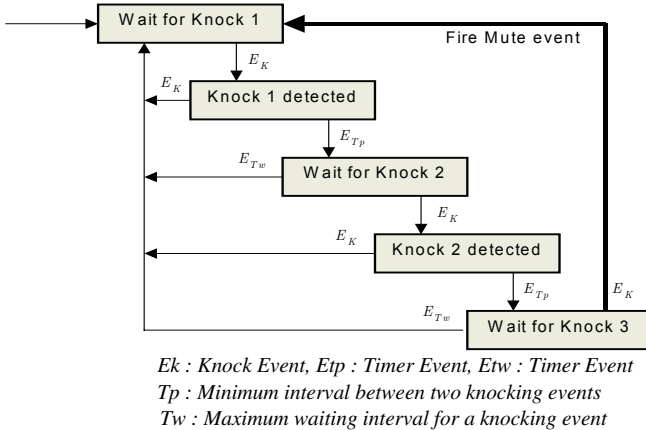 Wait for Knock 1
Fire Mute event
E_K
E_K
Knock 1 detected
E_Tp
E_Tw
Wait for Knock 2
E_K
E_K
Knock 2 detected
E_Tp
E_K
E_Tw
Wait for Knock 3
Ek : Knock Event, Etp : Timer Event, Etw : Timer Event
Tp : Minimum interval between two knocking events
Tw : Maximum waiting interval for a knocking event